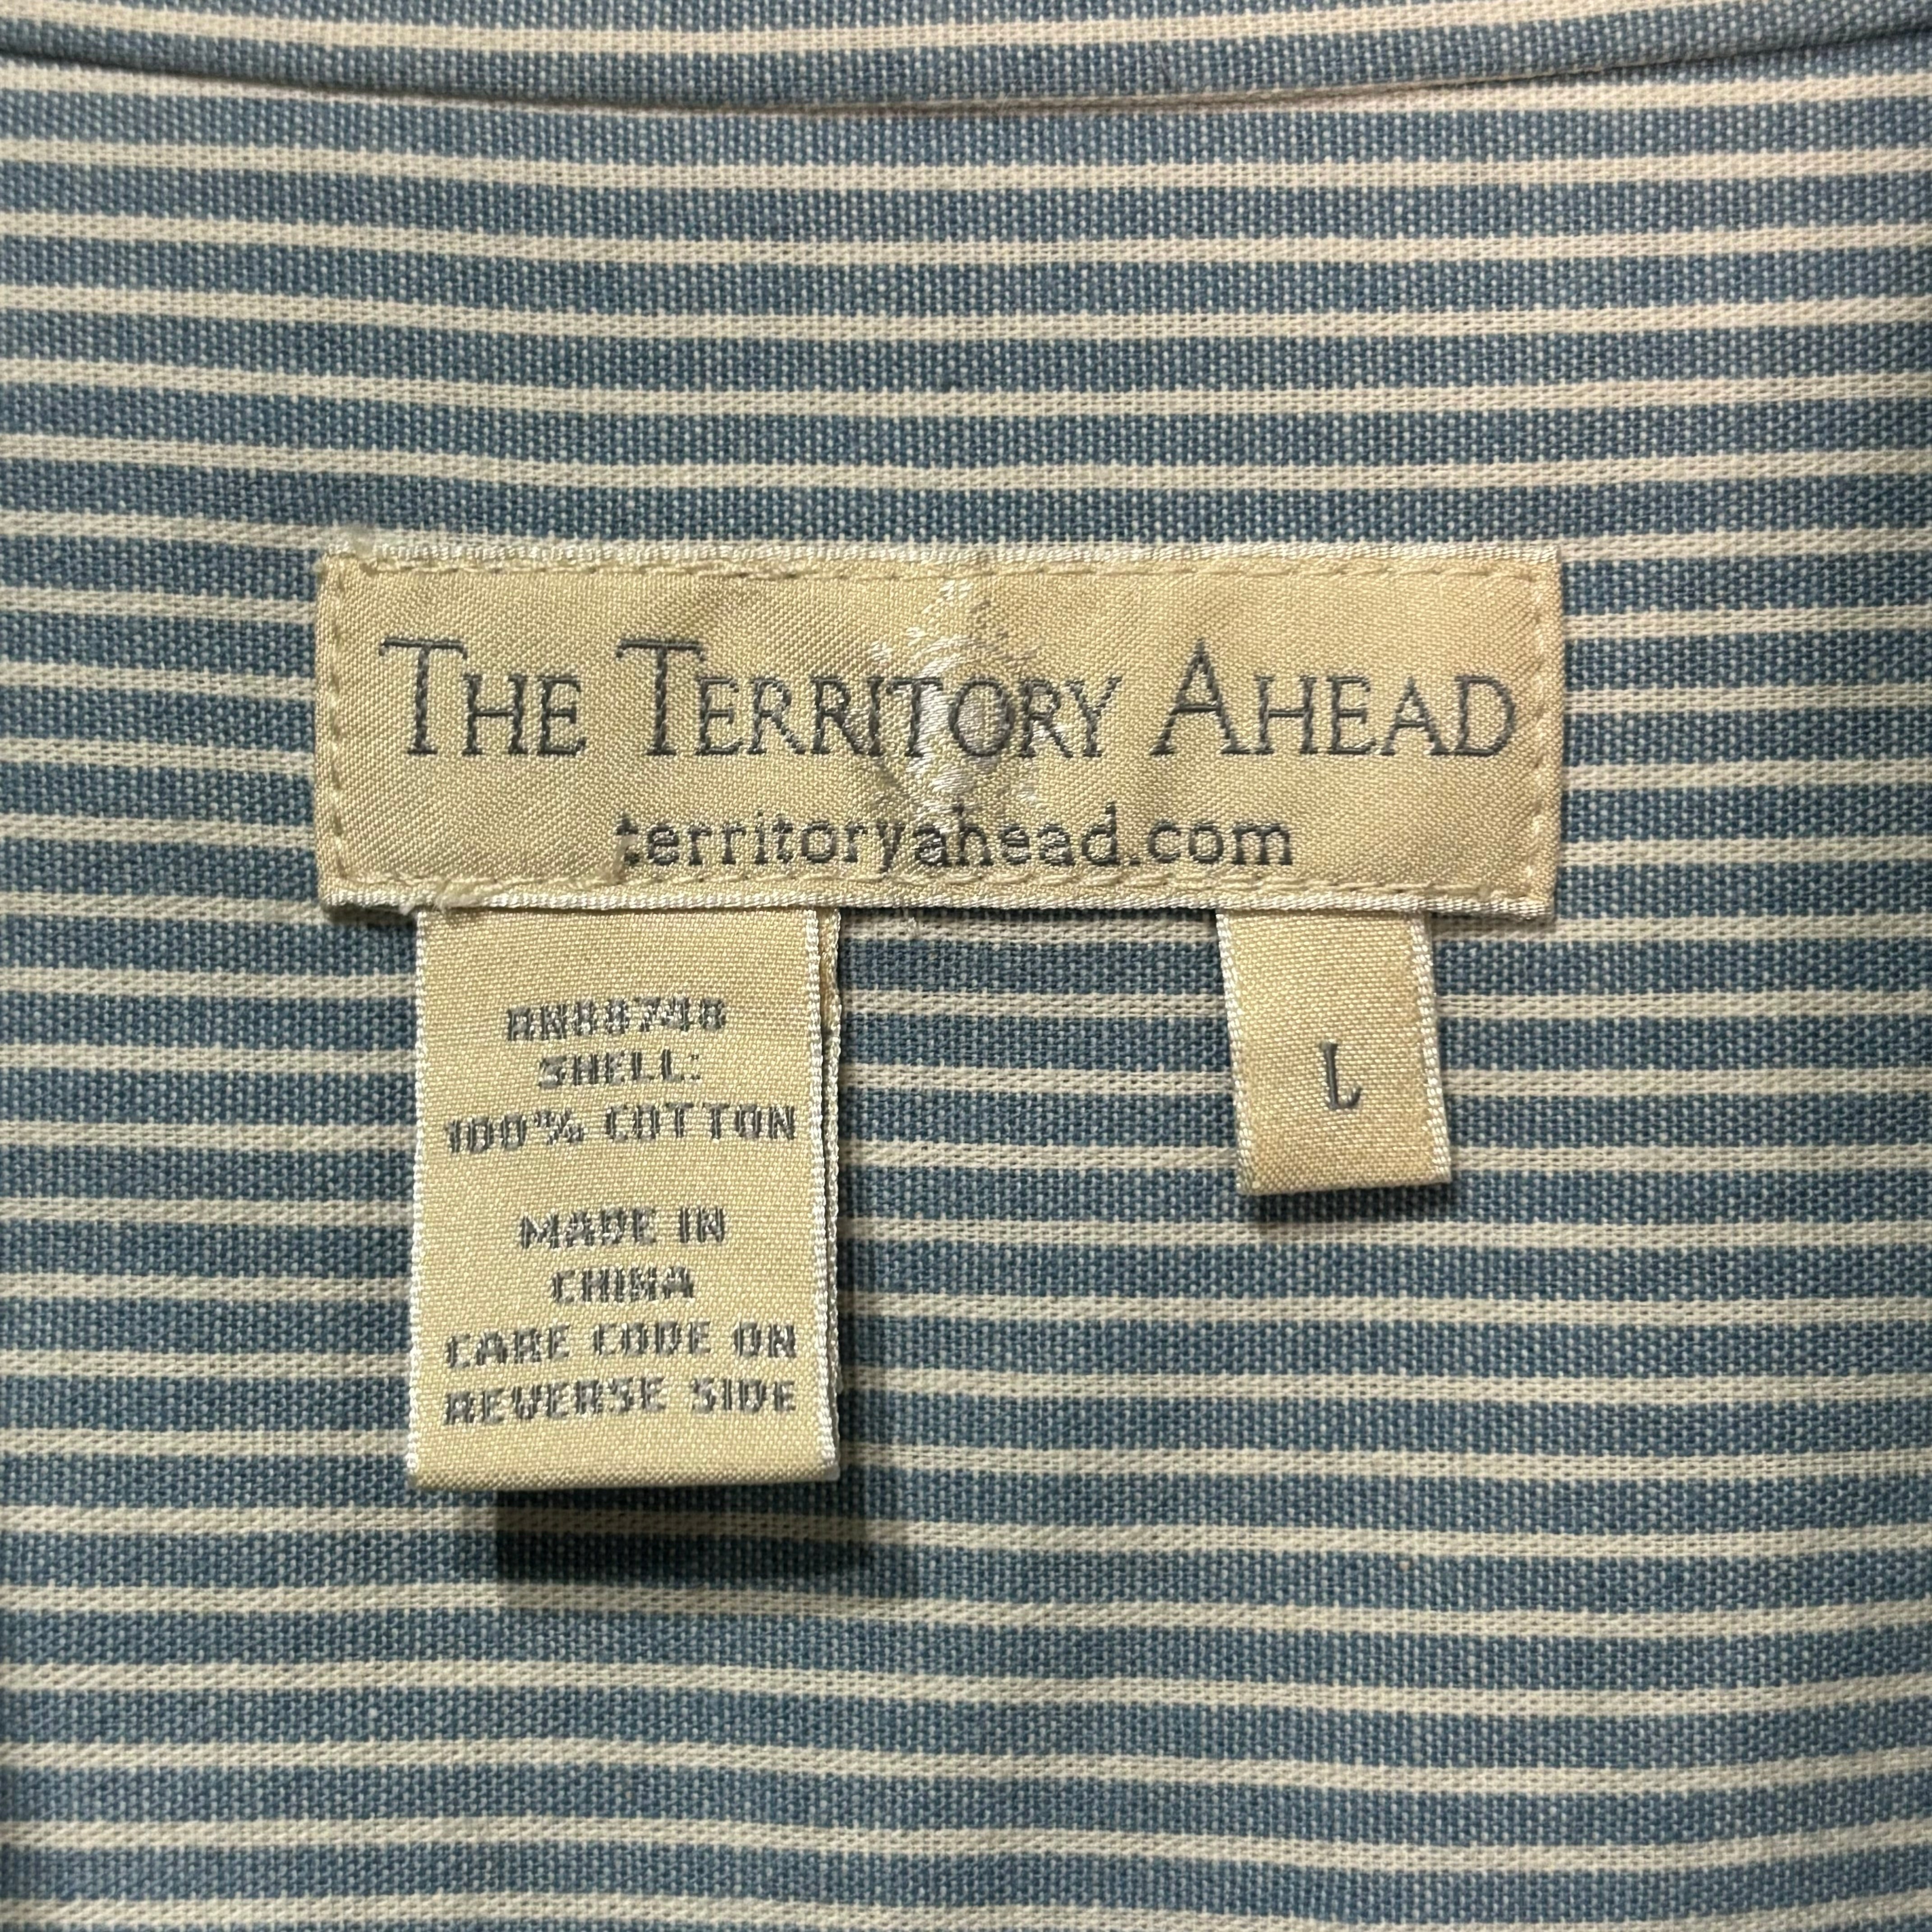 THE TERRITORY AHEAD
territoryahead.com
RN88748
SHELL:
100% COTTON
MADE IN
CHINA
CARE CODE ON
REVERSE SIDE
L